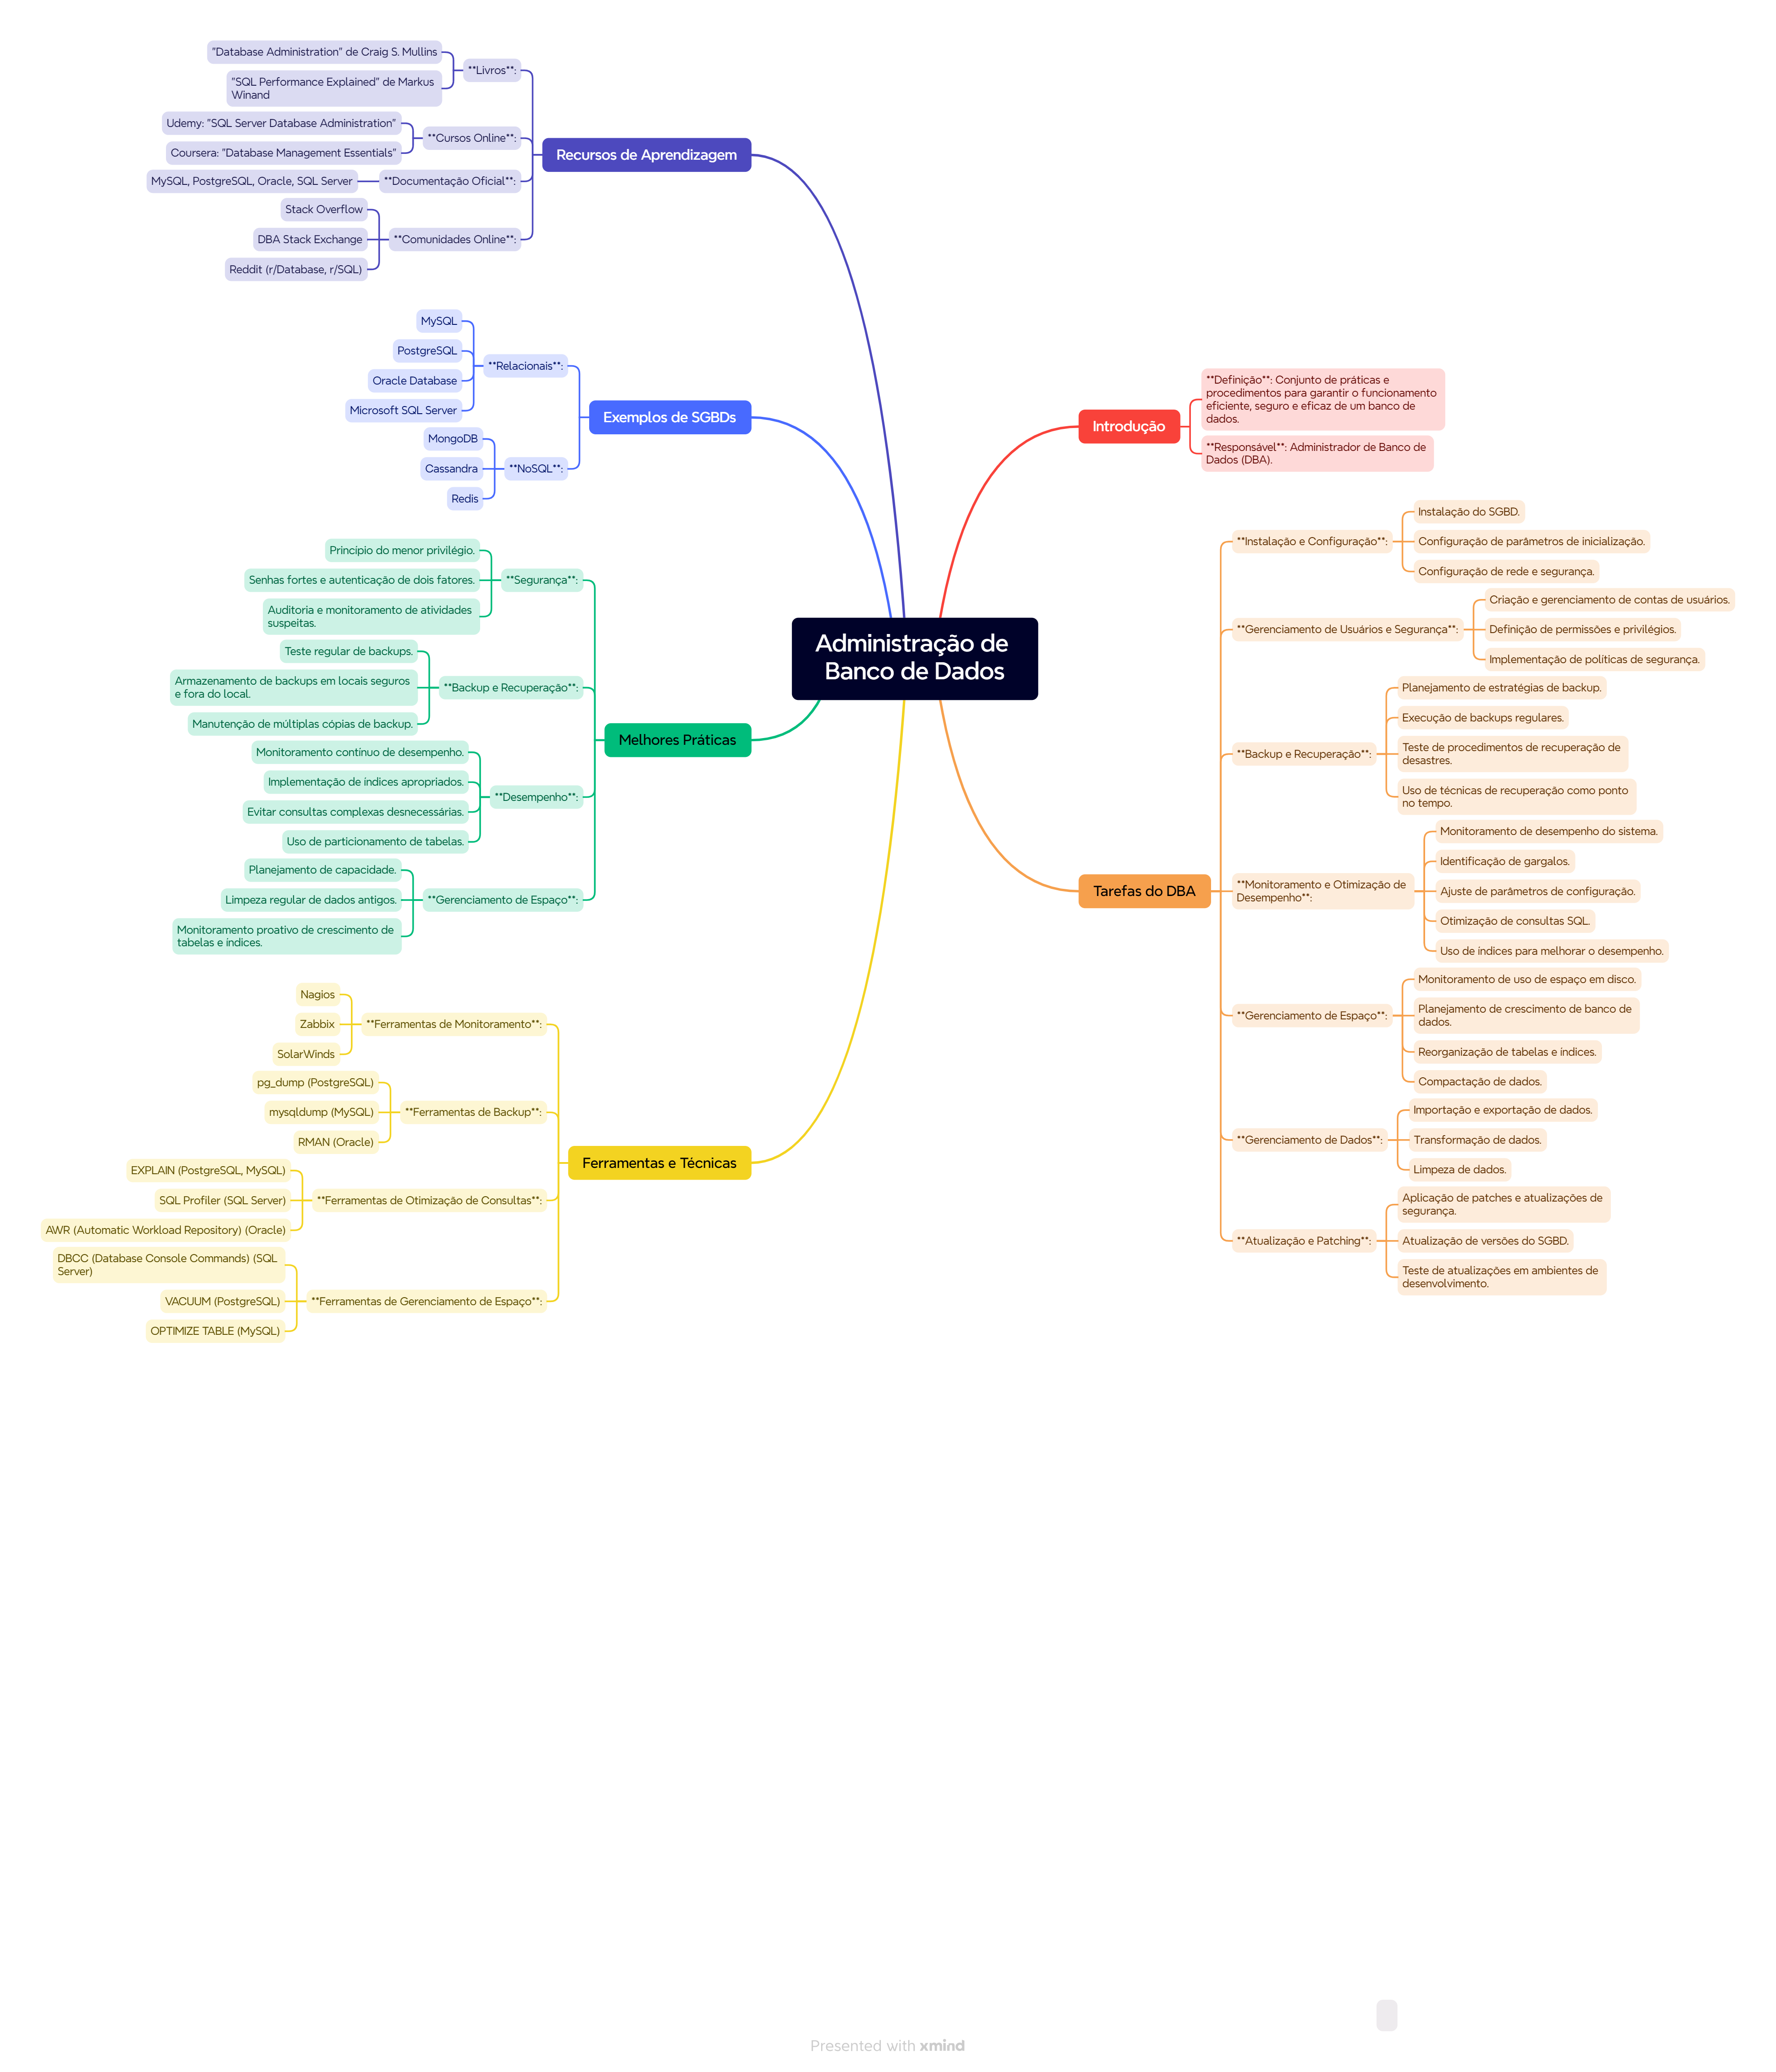 Administração de
Banco de Dados
Introdução
**Definição**: Conjunto de práticas e
procedimentos para garantir o funcionamento
eficiente, seguro e eficaz de um banco de
dados.
**Responsável**: Administrador de Banco de
Dados (DBA).
Tarefas do DBA
**Instalação e Configuração**:
Instalação do SGBD.
Configuração de parâmetros de inicialização.
Configuração de rede e segurança.
**Gerenciamento de Usuários e Segurança**:
Criação e gerenciamento de contas de usuários.
Definição de permissões e privilégios.
Implementação de políticas de segurança.
**Backup e Recuperação**:
Planejamento de estratégias de backup.
Execução de backups regulares.
Teste de procedimentos de recuperação de
desastres.
Uso de técnicas de recuperação como ponto
no tempo.
**Monitoramento e Otimização de
Desempenho**:
Monitoramento de desempenho do sistema.
Identificação de gargalos.
Ajuste de parâmetros de configuração.
Otimização de consultas SQL.
Uso de índices para melhorar o desempenho.
**Gerenciamento de Espaço**:
Monitoramento de uso de espaço em disco.
Planejamento de crescimento de banco de
dados.
Reorganização de tabelas e índices.
Compactação de dados.
**Gerenciamento de Dados**:
Importação e exportação de dados.
Transformação de dados.
Limpeza de dados.
**Atualização e Patching**:
Aplicação de patches e atualizações de
segurança.
Atualização de versões do SGBD.
Teste de atualizações em ambientes de
desenvolvimento.
Ferramentas e Técnicas
**Ferramentas de Monitoramento**:
Nagios
Zabbix
SolarWinds
**Ferramentas de Backup**:
pg_dump (PostgreSQL)
mysqldump (MySQL)
RMAN (Oracle)
**Ferramentas de Otimização de Consultas**:
EXPLAIN (PostgreSQL, MySQL)
SQL Profiler (SQL Server)
AWR (Automatic Workload Repository) (Oracle)
**Ferramentas de Gerenciamento de Espaço**:
DBCC (Database Console Commands) (SQL
Server)
VACUUM (PostgreSQL)
OPTIMIZE TABLE (MySQL)
Melhores Práticas
**Segurança**:
Princípio do menor privilégio.
Senhas fortes e autenticação de dois fatores.
Auditoria e monitoramento de atividades
suspeitas.
**Backup e Recuperação**:
Teste regular de backups.
Armazenamento de backups em locais seguros
e fora do local.
Manutenção de múltiplas cópias de backup.
**Desempenho**:
Monitoramento contínuo de desempenho.
Implementação de índices apropriados.
Evitar consultas complexas desnecessárias.
Uso de particionamento de tabelas.
**Gerenciamento de Espaço**:
Planejamento de capacidade.
Limpeza regular de dados antigos.
Monitoramento proativo de crescimento de
tabelas e índices.
Exemplos de SGBDs
**Relacionais**:
MySQL
PostgreSQL
Oracle Database
Microsoft SQL Server
**NoSQL**:
MongoDB
Cassandra
Redis
Recursos de Aprendizagem
**Livros**:
"Database Administration" de Craig S. Mullins
"SQL Performance Explained" de Markus
Winand
**Cursos Online**:
Udemy: "SQL Server Database Administration"
Coursera: "Database Management Essentials"
**Documentação Oficial**:
MySQL, PostgreSQL, Oracle, SQL Server
**Comunidades Online**:
Stack Overflow
DBA Stack Exchange
Reddit (r/Database, r/SQL)
Presented with xmind